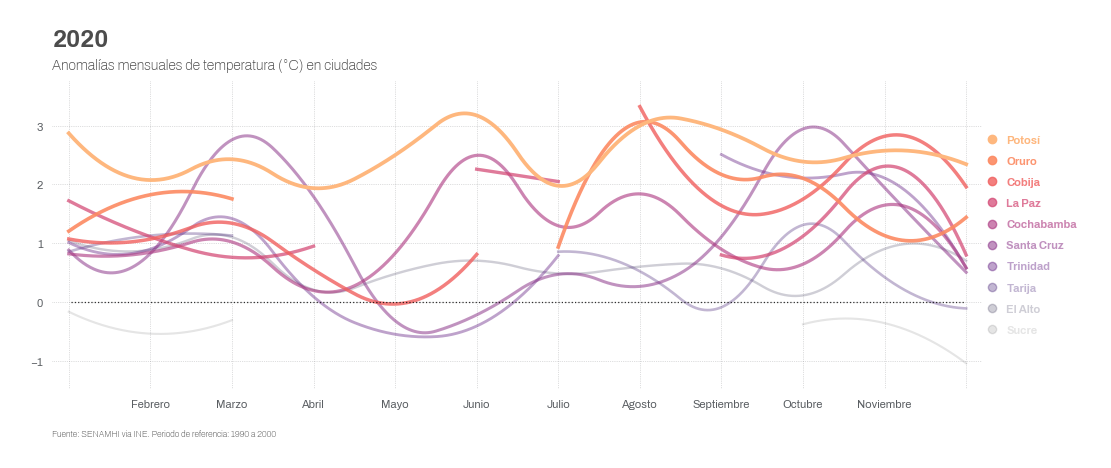 2020
Anomalías mensuales de temperatura (°C) en ciudades
3
2
1
0
−1
Potosí
Oruro
Cobija
La Paz
Cochabamba
Santa Cruz
Trinidad
Tarija
El Alto
Sucre
Febrero Marzo Abril Mayo Junio Julio Agosto Septiembre Octubre Noviembre
Fuente: SENAMHI via INE. Periodo de referencia: 1990 a 2000